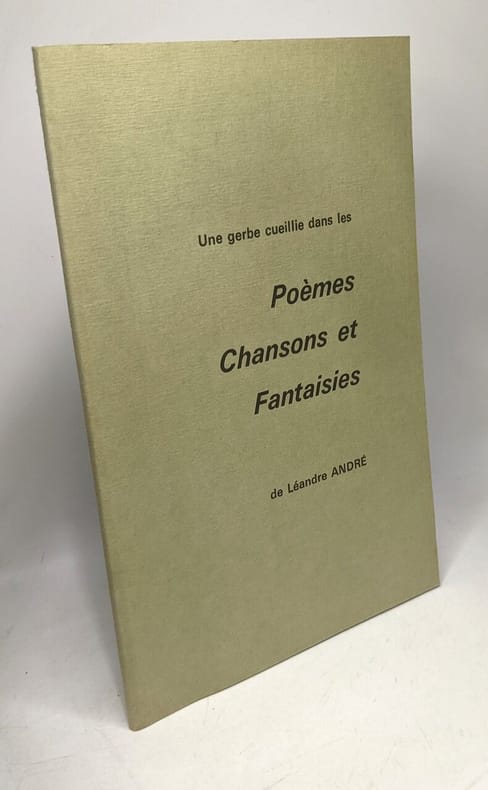 Une gerbe cueillie dans les
Poèmes
Chansons et
Fantaisies
de Léandre ANDRÉ